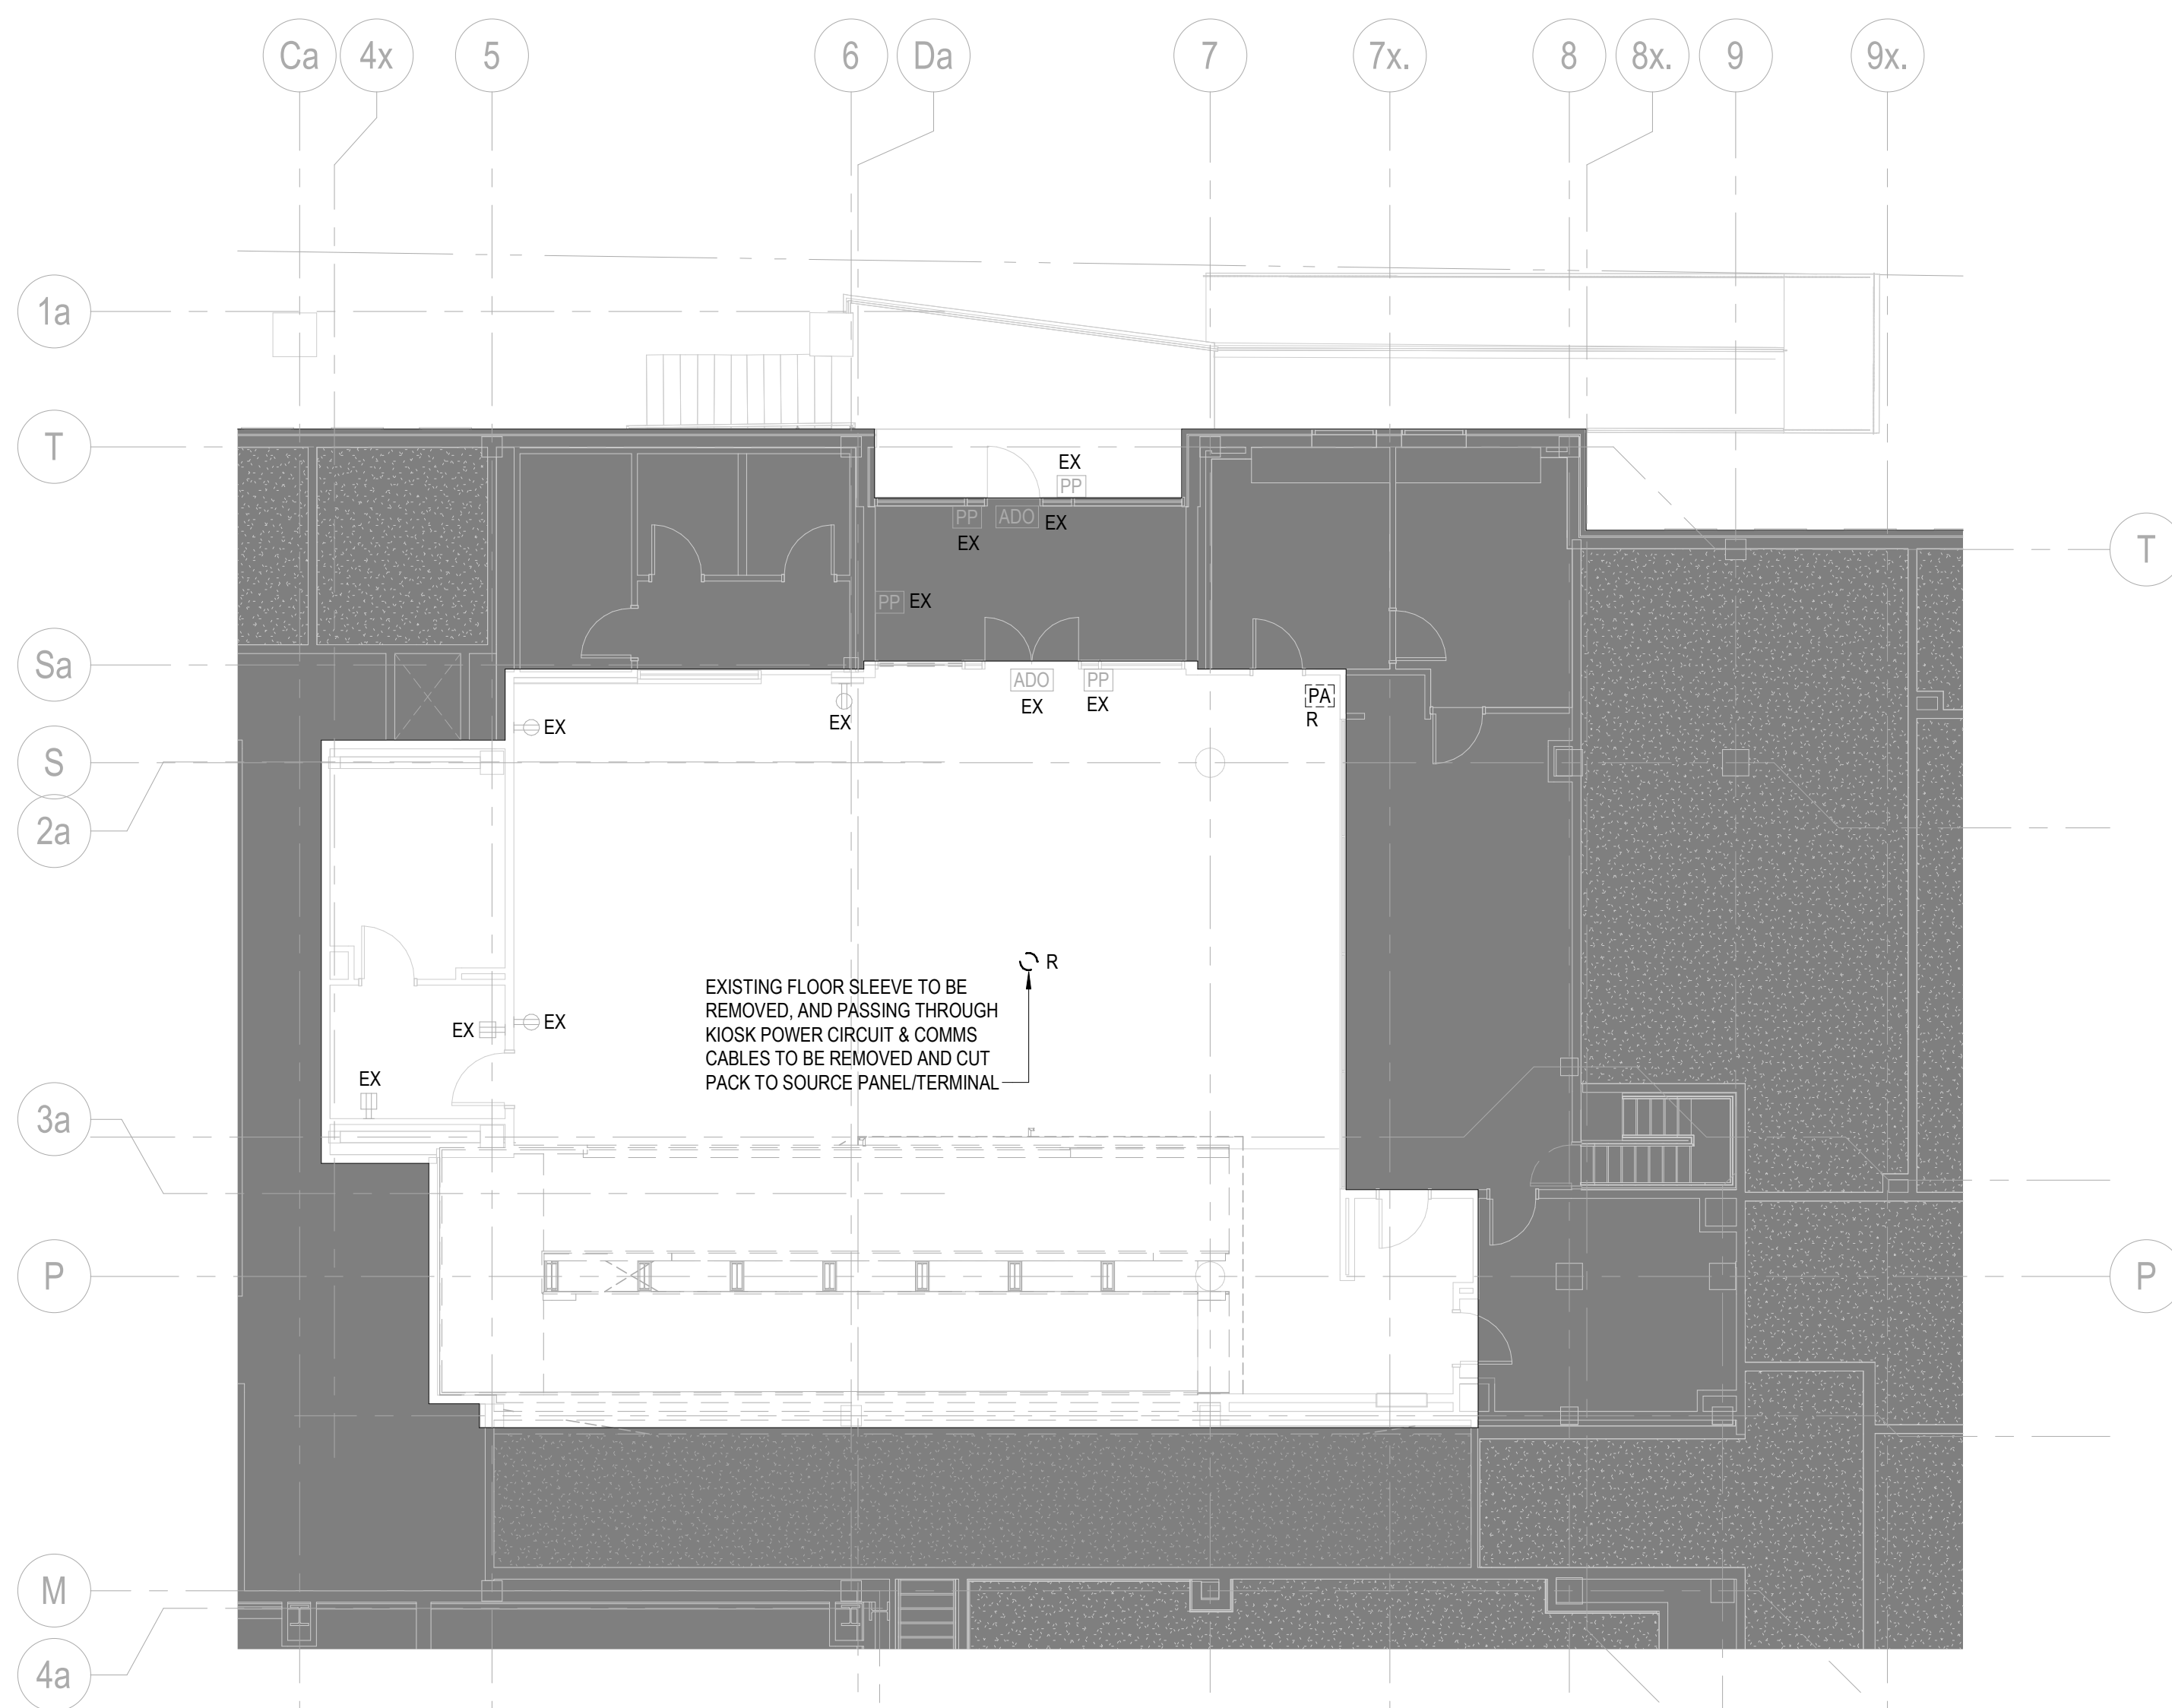 Ca 4x 5 6 Da 7 7x. 8 8x. 9 9x.
1a
T
EX
PP
PP ADO EX
EX
T
PP EX
Sa
ADO PP
EX EX
PA
R
EX
EX
S
2a
R
EXISTING FLOOR SLEEVE TO BE
REMOVED, AND PASSING THROUGH
KIOSK POWER CIRCUIT & COMMS
CABLES TO BE REMOVED AND CUT
PACK TO SOURCE PANEL/TERMINAL
EX EX
EX
3a
P P
M
4a